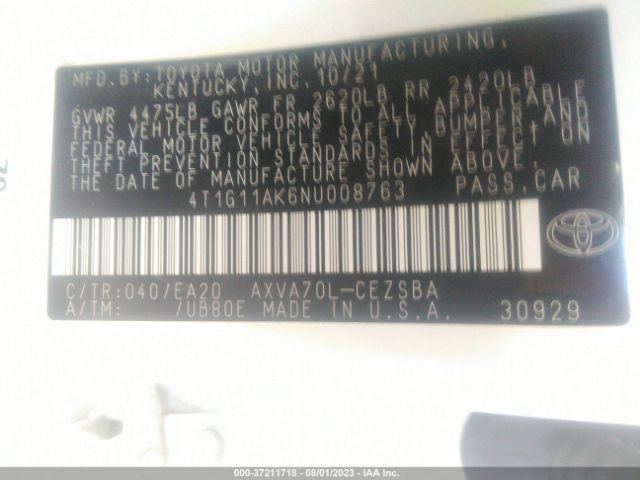 MFD.BY:TOYOTA MOTOR MANUFACTURING,
KENTUCKY, INC. 10/21
GVWR 4475LB GAWR FR 2620LB RR 2420LB
THIS VEHICLE CONFORMS TO ALL APPLICABLE
FEDERAL MOTOR VEHICLE SAFETY, BUMPER, AND
THEFT PREVENTION STANDARDS IN EFFECT ON
THE DATE OF MANUFACTURE SHOWN ABOVE.
4T1G11AK6NU008763 PASS.CAR
C/TR:040/EA20 AXVA70L-CEZSBA
A/TM: /UB80E MADE IN U.S.A. 30929
000-37211718 - 08/01/2023 - IAA Inc.